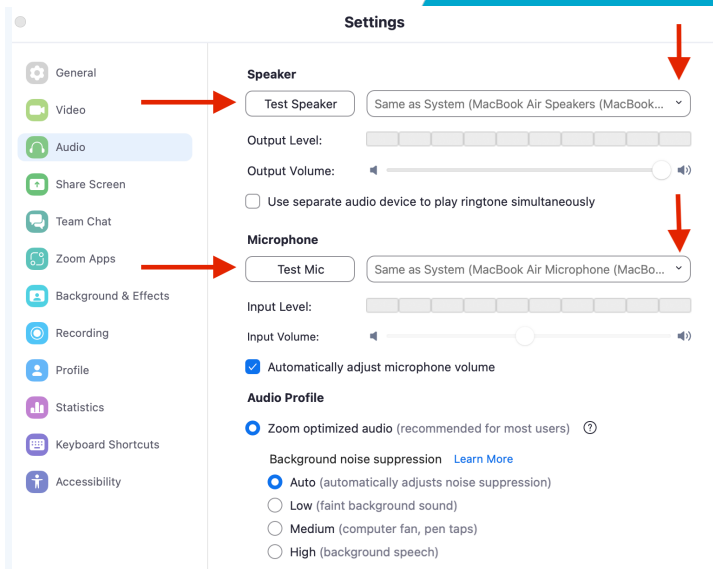 Settings
General
Video
Audio
Share Screen
Team Chat
Zoom Apps
Background & Effects
Recording
Profile
Statistics
Keyboard Shortcuts
Accessibility
Speaker
Test Speaker
Same as System (MacBook Air Speakers (MacBook...
Output Level:
Output Volume:
Use separate audio device to play ringtone simultaneously
Microphone
Test Mic
Same as System (MacBook Air Microphone (MacBo...
Input Level:
Input Volume:
Automatically adjust microphone volume
Audio Profile
Zoom optimized audio (recommended for most users) ?
Background noise suppression Learn More
Auto (automatically adjusts noise suppression)
Low (faint background sound)
Medium (computer fan, pen taps)
High (background speech)